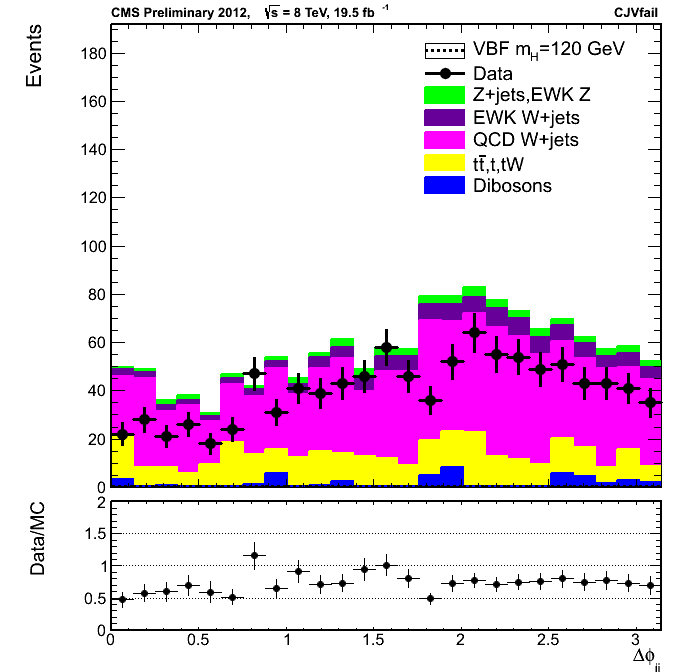 CMS Preliminary 2012, √s = 8 TeV, 19.5 fb⁻¹ CJVfail
Events
VBF m_H=120 GeV
Data
Z+jets,EWK Z
EWK W+jets
QCD W+jets
tt̄,t,tW
Dibosons
180
160
140
120
100
80
60
40
20
0
Data/MC
2
1.5
1
0.5
0
0 0.5 1 1.5 2 2.5 3
Δϕ_jj